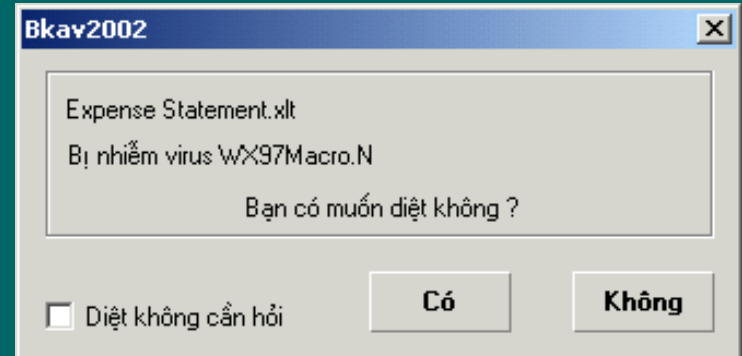 Bkav2002
Expense Statement.xlt
Bị nhiễm virus WX97Macro.N
Bạn có muốn diệt không ?
Diệt không cần hỏi
Có
Không